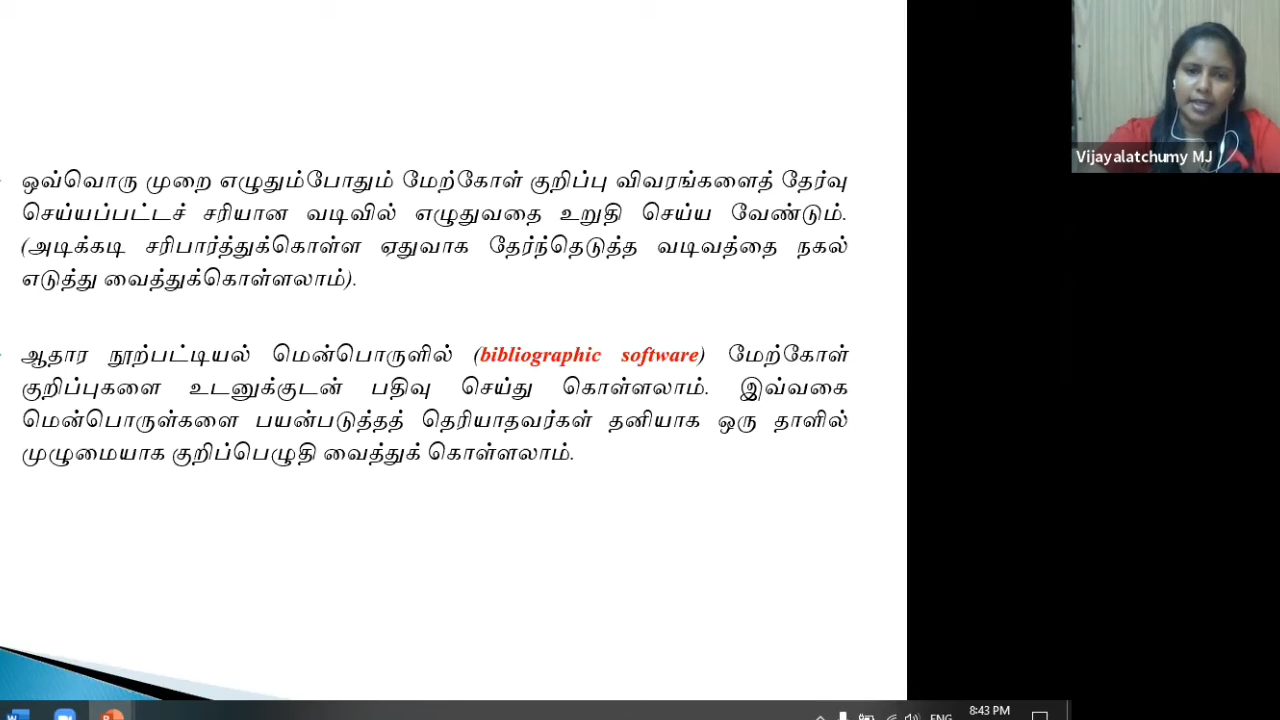 ஒவ்வொரு முறை எழுதும்போதும் மேற்கோள் குறிப்பு விவரங்களைத் தேர்வு
செய்யப்பட்டச் சரியான வடிவில் எழுதுவதை உறுதி செய்ய வேண்டும்.
(அடிக்கடி சரிபார்த்துக்கொள்ள ஏதுவாக தேர்ந்தெடுத்த வடிவத்தை நகல்
எடுத்து வைத்துக்கொள்ளலாம்).
ஆதார நூற்பட்டியல் மென்பொருளில் (bibliographic software) மேற்கோள்
குறிப்புகளை உடனுக்குடன் பதிவு செய்து கொள்ளலாம். இவ்வகை
மென்பொருள்களை பயன்படுத்தத் தெரியாதவர்கள் தனியாக ஒரு தாளில்
முழுமையாக குறிப்பெழுதி வைத்துக் கொள்ளலாம்.
Vijayalatchumy MJ
ENG
8:43 PM